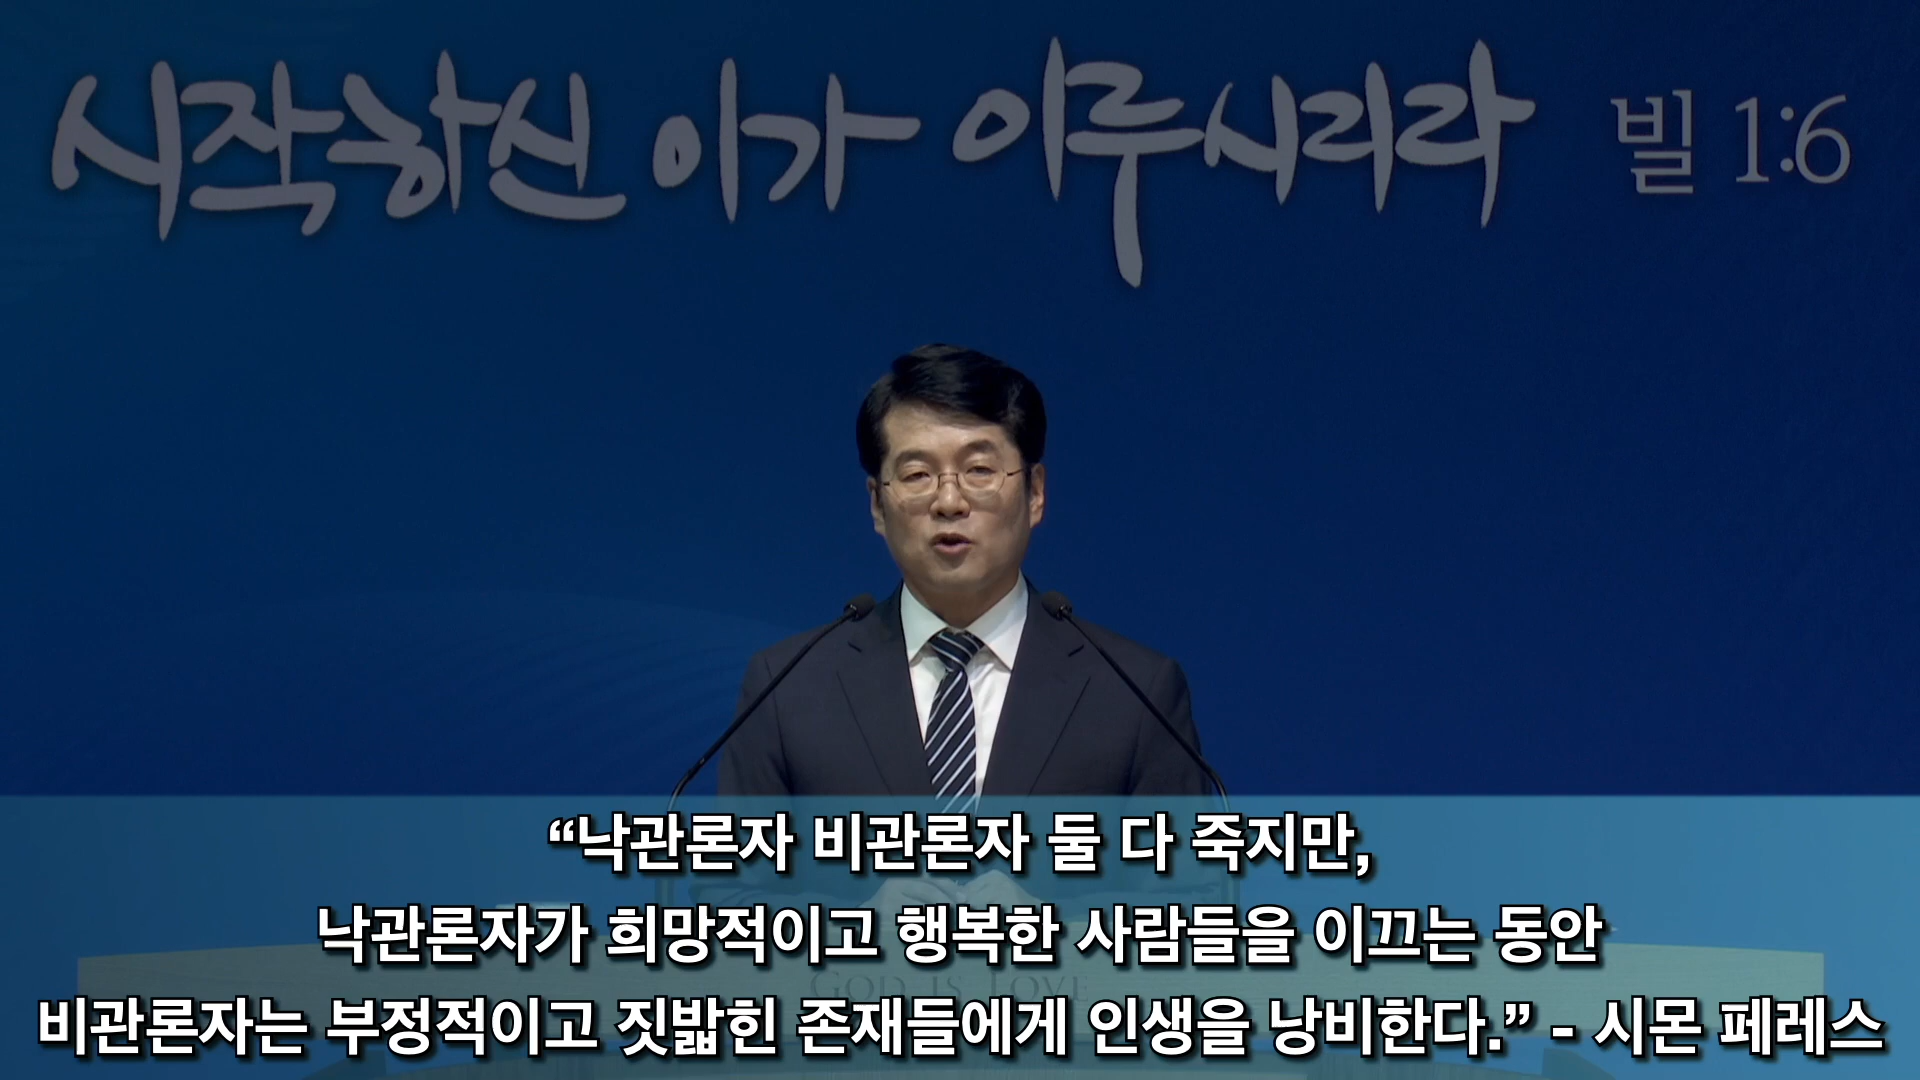 시작하신 이가 이루시리라 빌 1:6
“낙관론자 비관론자 둘 다 죽지만,
낙관론자가 희망적이고 행복한 사람들을 이끄는 동안
GOD IS LOVE
비관론자는 부정적이고 짓밟힌 존재들에게 인생을 낭비한다.” - 시몬 페레스